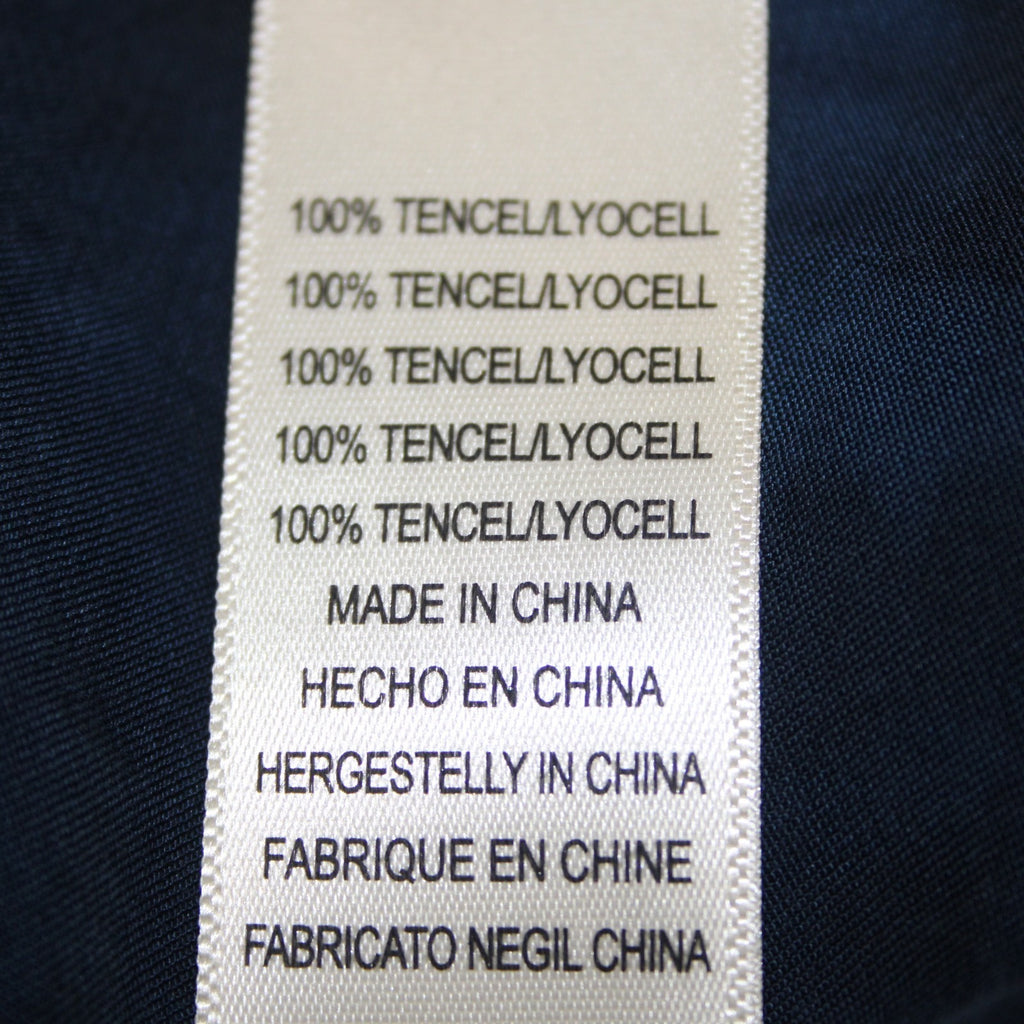 100% TENCEL/LYOCELL
100% TENCEL/LYOCELL
100% TENCEL/LYOCELL
100% TENCEL/LYOCELL
100% TENCEL/LYOCELL
MADE IN CHINA
HECHO EN CHINA
HERGESTELLY IN CHINA
FABRIQUE EN CHINE
FABRICATO NEGIL CHINA